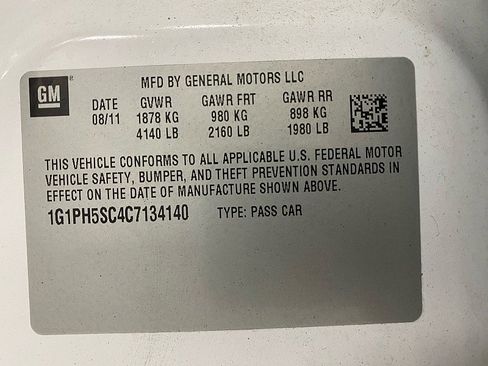 GM
MFD BY GENERAL MOTORS LLC
DATE GVWR GAWR FRT GAWR RR
08/11 1878 KG 980 KG 898 KG
4140 LB 2160 LB 1980 LB
THIS VEHICLE CONFORMS TO ALL APPLICABLE U.S. FEDERAL MOTOR
VEHICLE SAFETY, BUMPER, AND THEFT PREVENTION STANDARDS IN
EFFECT ON THE DATE OF MANUFACTURE SHOWN ABOVE.
1G1PH5SC4C7134140 TYPE: PASS CAR